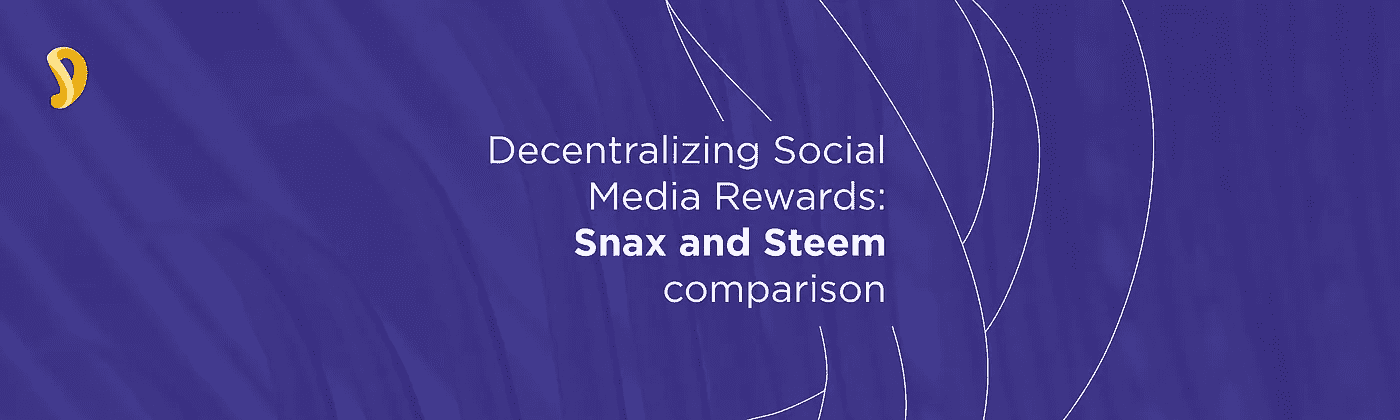 Decentralizing Social
Media Rewards:
Snax and Steem
comparison